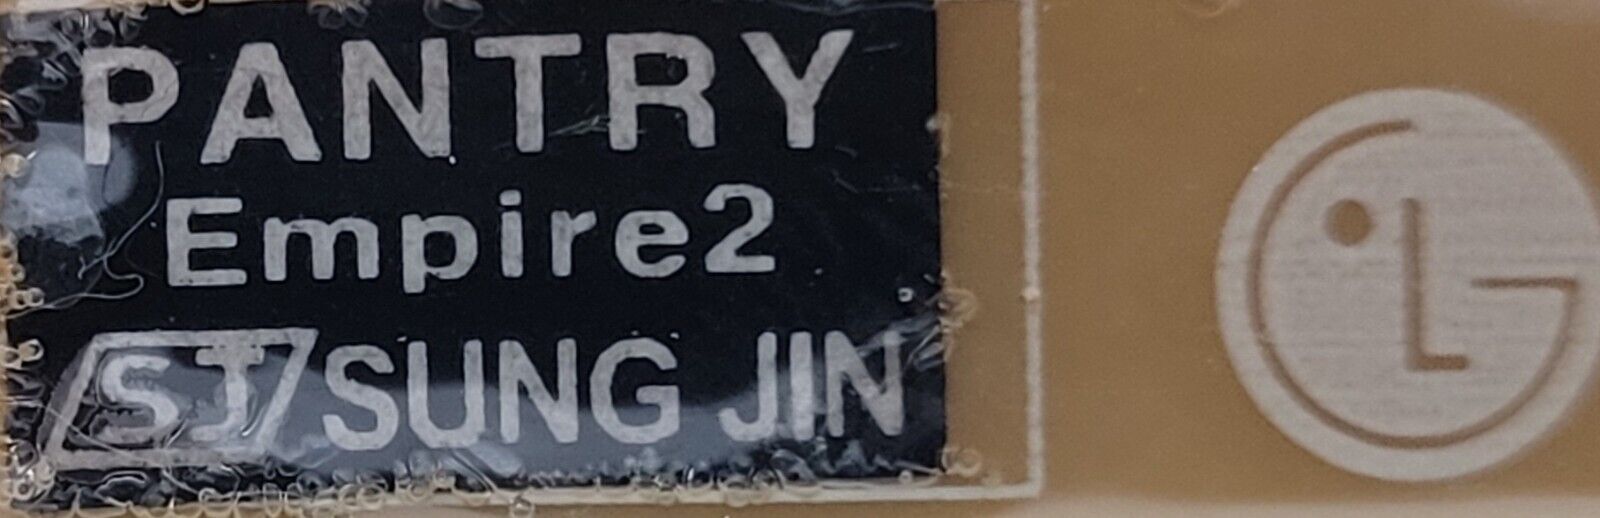 PANTRY
Empire2
SJ SUNG JIN
LG